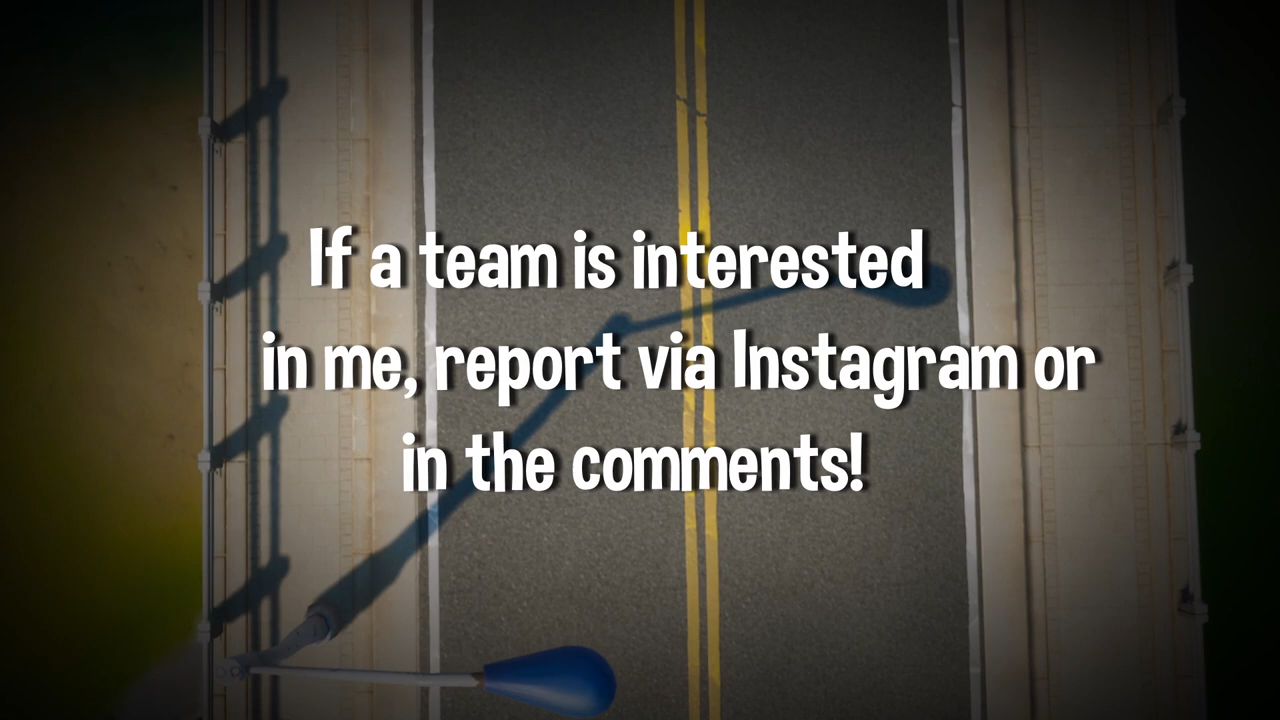 If a team is interested
in me, report via Instagram or
in the comments!